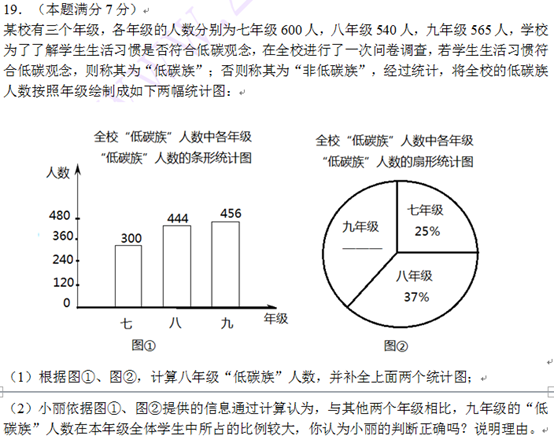 19. （本题满分 7 分）
某校有三个年级，各年级的人数分别为七年级 600 人，八年级 540 人，九年级 565 人，学校
为了了解学生生活习惯是否符合低碳观念，在全校进行了一次问卷调查，若学生生活习惯符
合低碳观念，则称其为“低碳族”；否则称其为“非低碳族”，经过统计，将全校的低碳族
人数按照年级绘制成如下两幅统计图：
全校“低碳族”人数中各年级
“低碳族”人数的条形统计图
人数
480
360
240
120
0
300
444
456
七
八
九
年级
图①
全校“低碳族”人数中各年级
“低碳族”人数的扇形统计图
九年级
七年级
25%
八年级
37%
图②
（1）根据图①、图②，计算八年级“低碳族”人数，并补全上面两个统计图；
（2）小丽依据图①、图②提供的信息通过计算认为，与其他两个年级相比，九年级的“低
碳族”人数在本年级全体学生中所占的比例较大，你认为小丽的判断正确吗？说明理由。